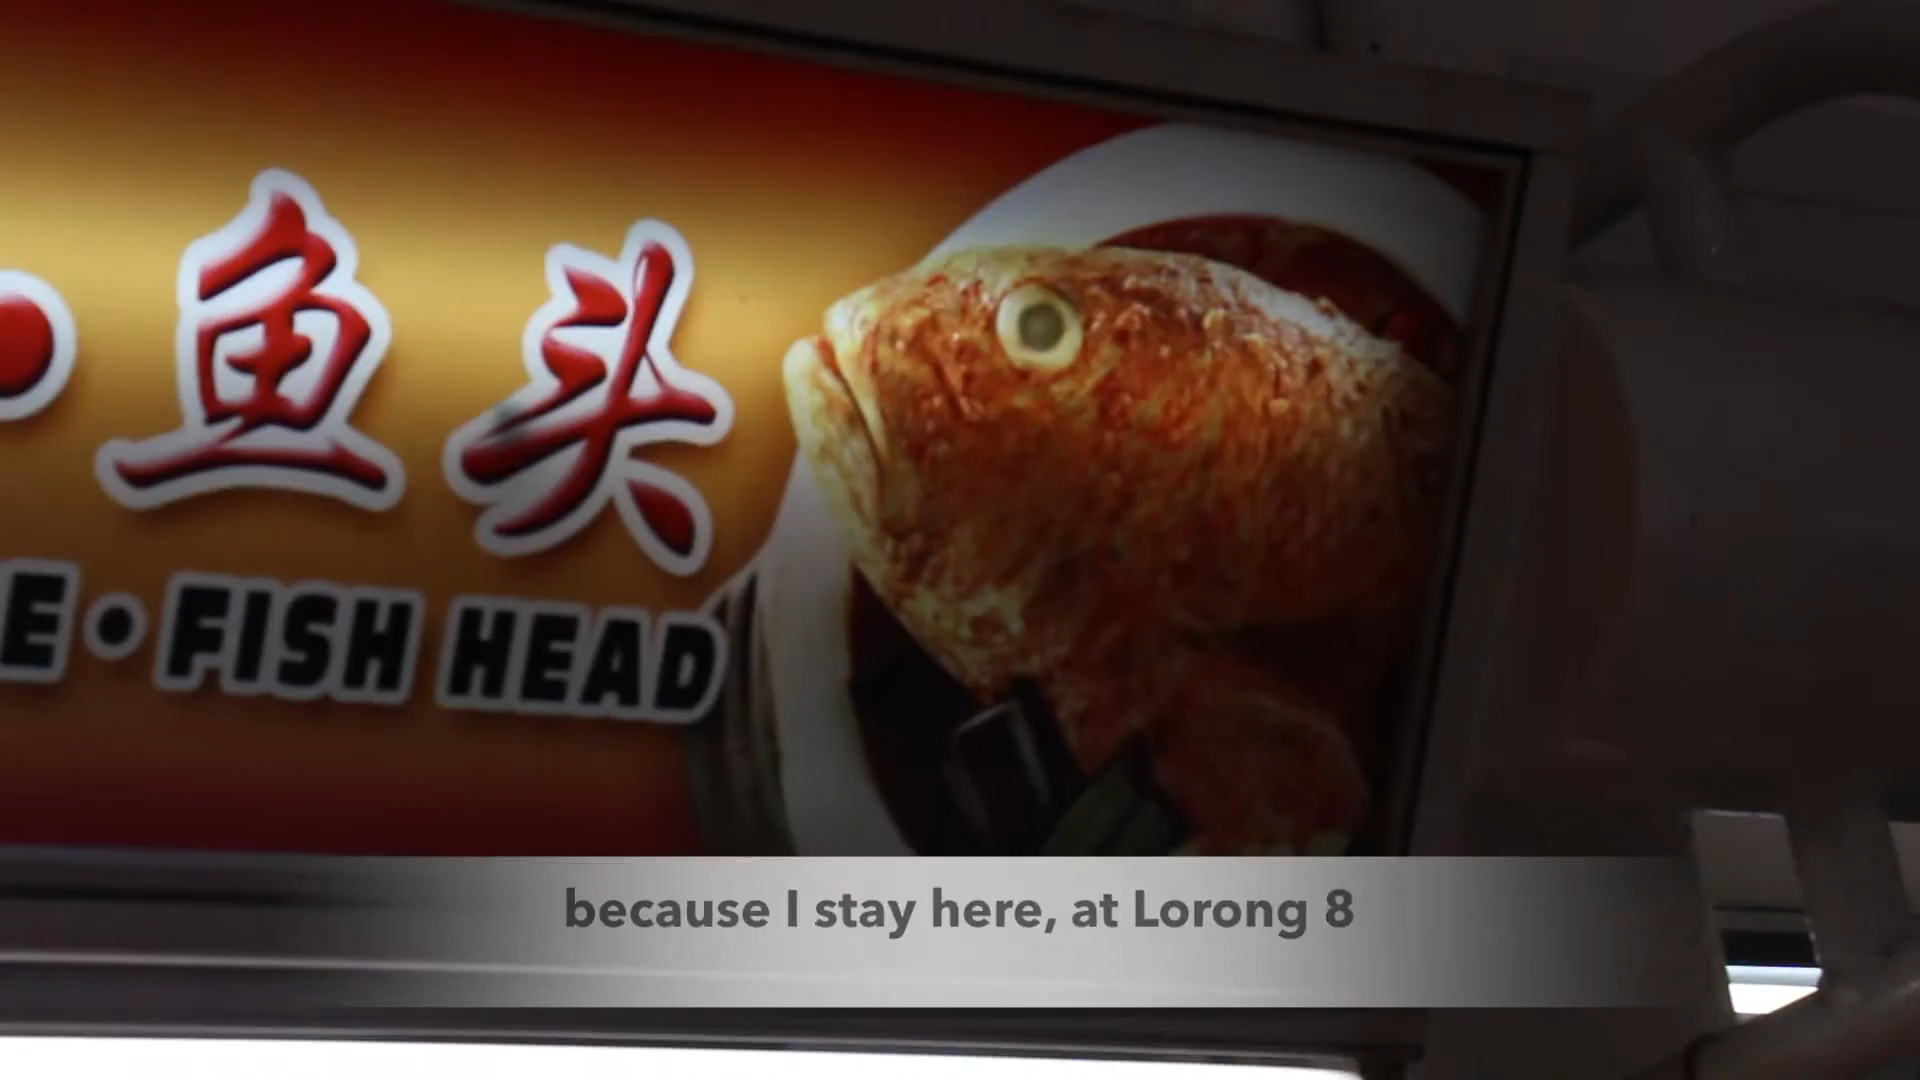 ·鱼头
E·FISH HEAD
because I stay here, at Lorong 8